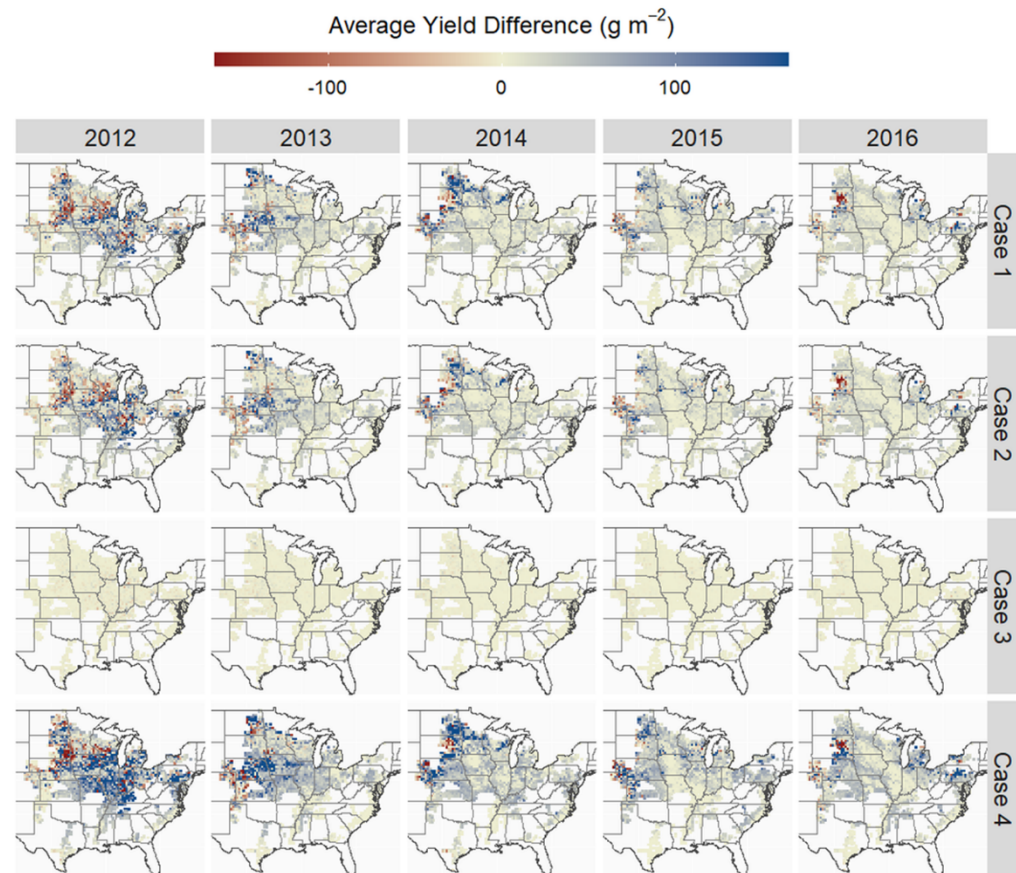 Average Yield Difference (g m⁻²)
-100 0 100
2012 2013 2014 2015 2016
Case 1
Case 2
Case 3
Case 4